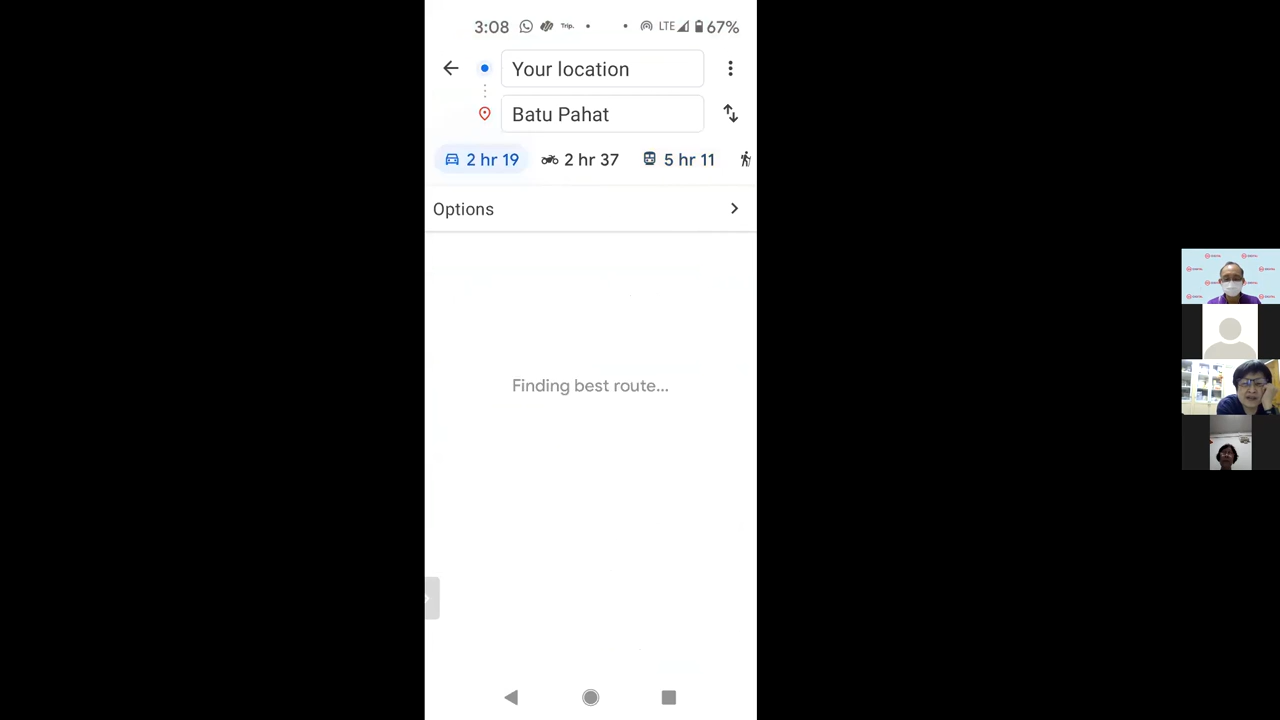 3:08 Trip. LTE 67%
Your location
Batu Pahat
2 hr 19 2 hr 37 5 hr 11
Options
Finding best route...